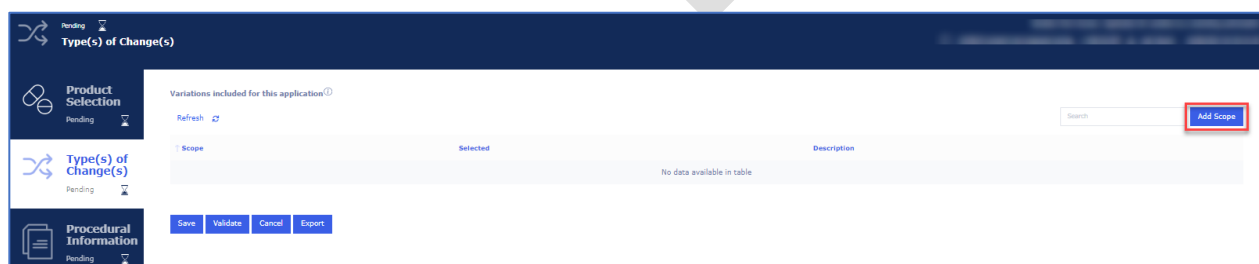 Pending
Type(s) of Change(s)
Product
Selection
Pending
Type(s) of
Change(s)
Pending
Procedural
Information
Pending
Variations included for this application
Refresh
Search
Add Scope
Scope Selected Description
No data available in table
Save Validate Cancel Export